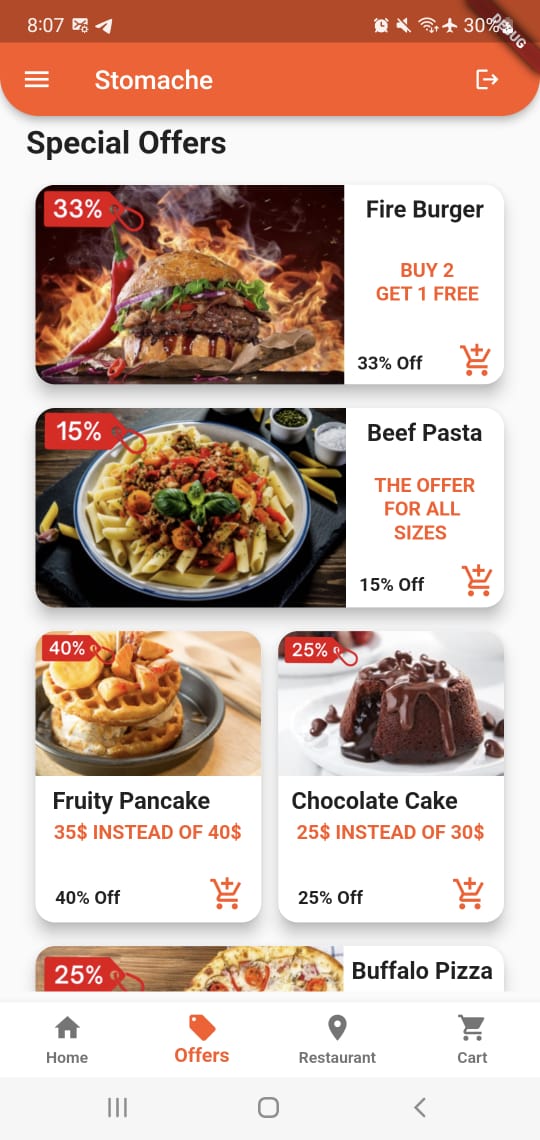 8:07
30%
DEBUG
Stomache
Special Offers
33%
Fire Burger
BUY 2
GET 1 FREE
33% Off
15%
Beef Pasta
THE OFFER
FOR ALL
SIZES
15% Off
40%
Fruity Pancake
35$ INSTEAD OF 40$
40% Off
25%
Chocolate Cake
25$ INSTEAD OF 30$
25% Off
25%
Buffalo Pizza
Home
Offers
Restaurant
Cart